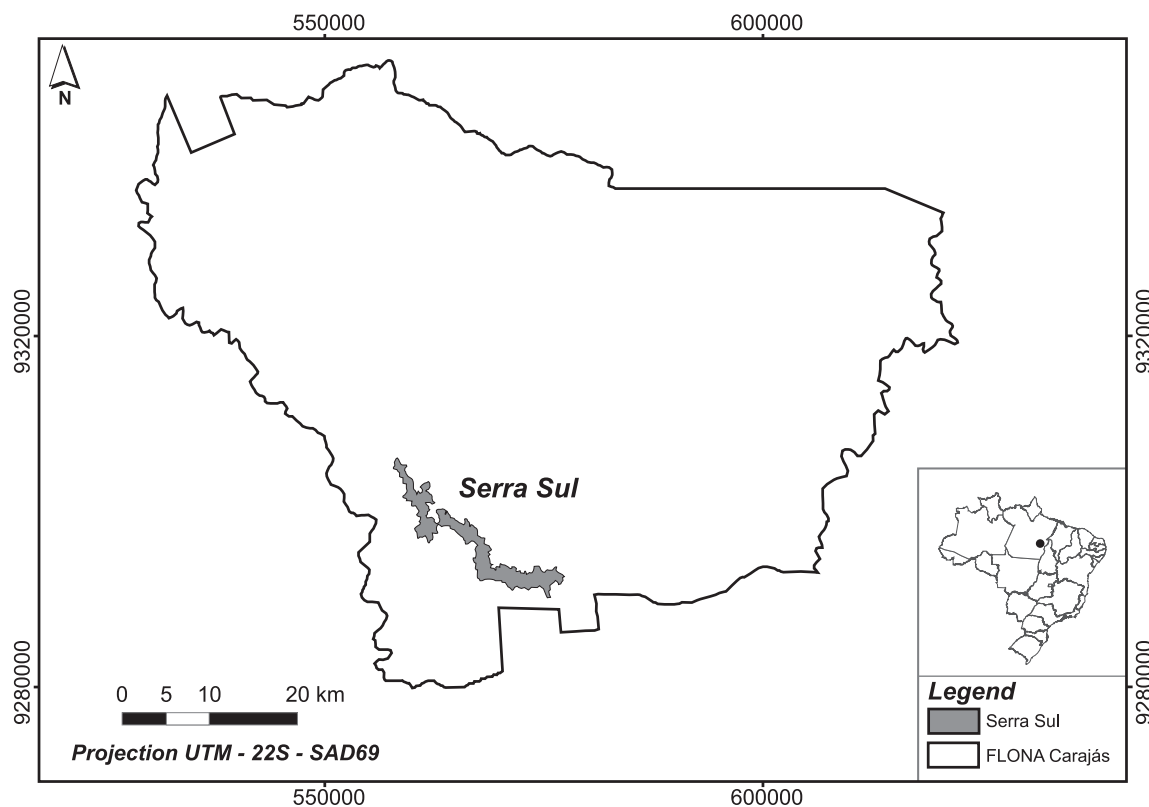 550000 600000
N
9320000 9320000
Serra Sul
9280000 9280000
0 5 10 20 km
Projection UTM - 22S - SAD69
Legend
Serra Sul
FLONA Carajás
550000 600000